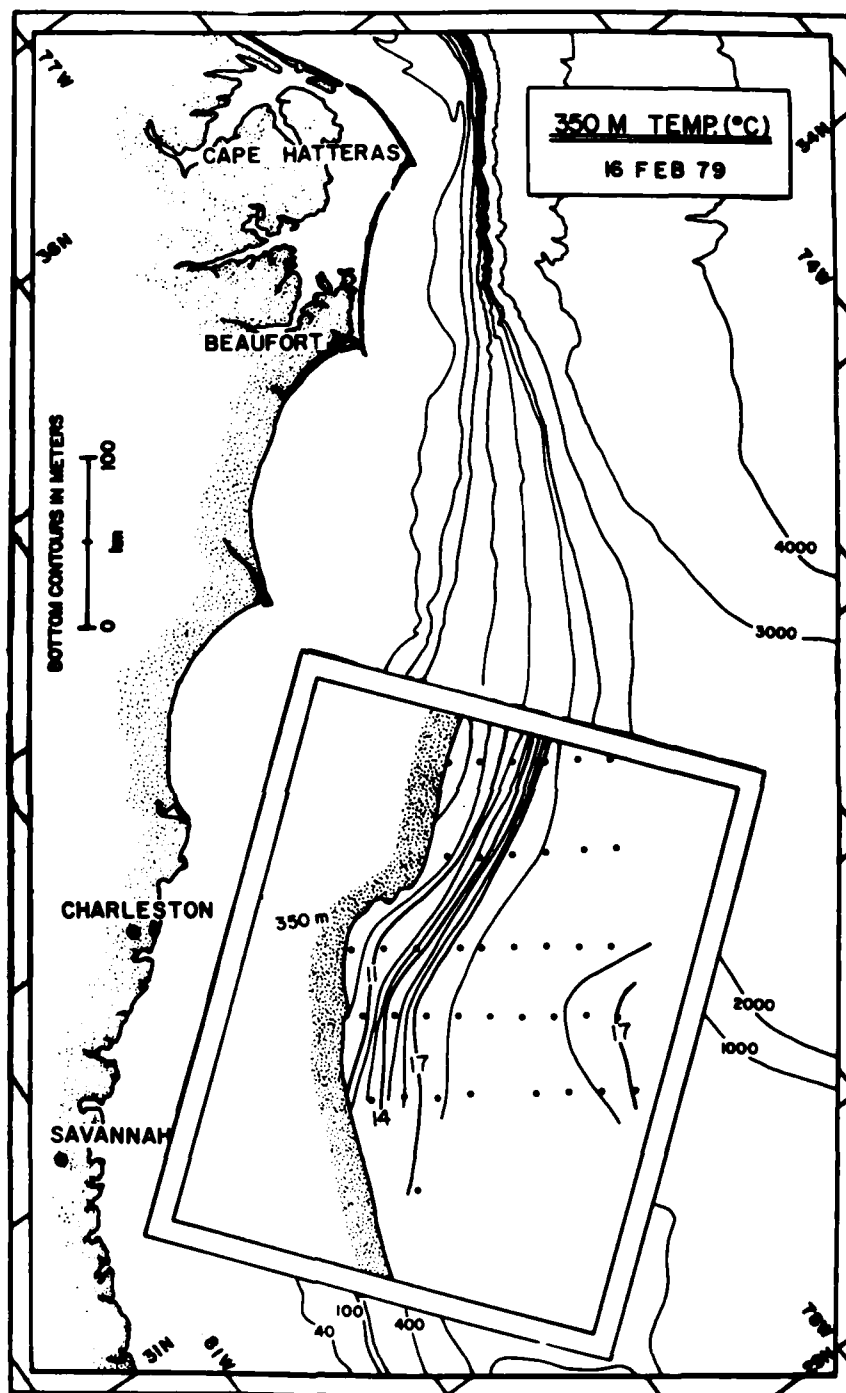 77W
350 M TEMP.(°C)
16 FEB 79
34N
CAPE HATTERAS
36N
74W
BEAUFORT
BOTTOM CONTOURS IN METERS
0 km 100
4000
3000
350 m
CHARLESTON
11
2000
17
17
1000
14
SAVANNAH
100
40
400
31N
81W